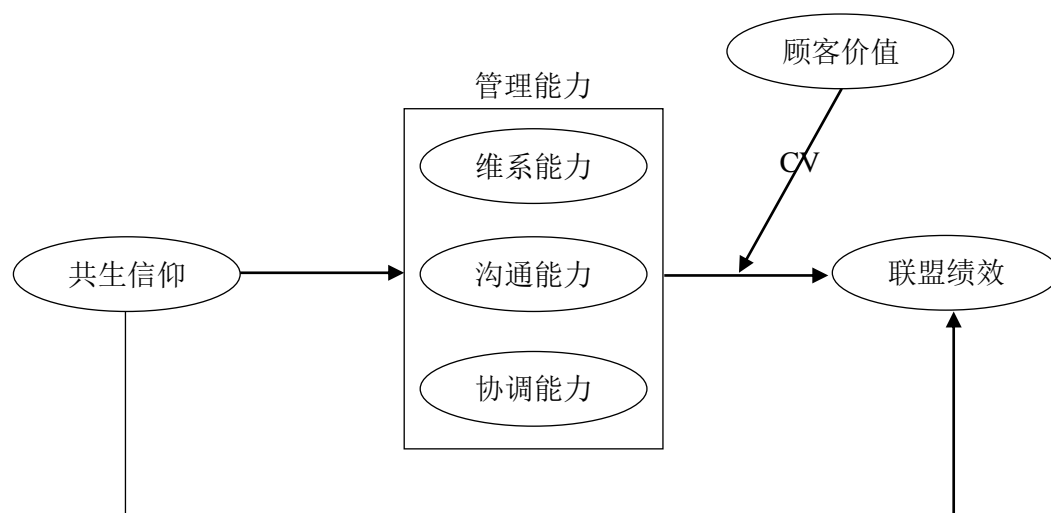 顾客价值
管理能力
CV
维系能力
共生信仰
沟通能力
联盟绩效
协调能力